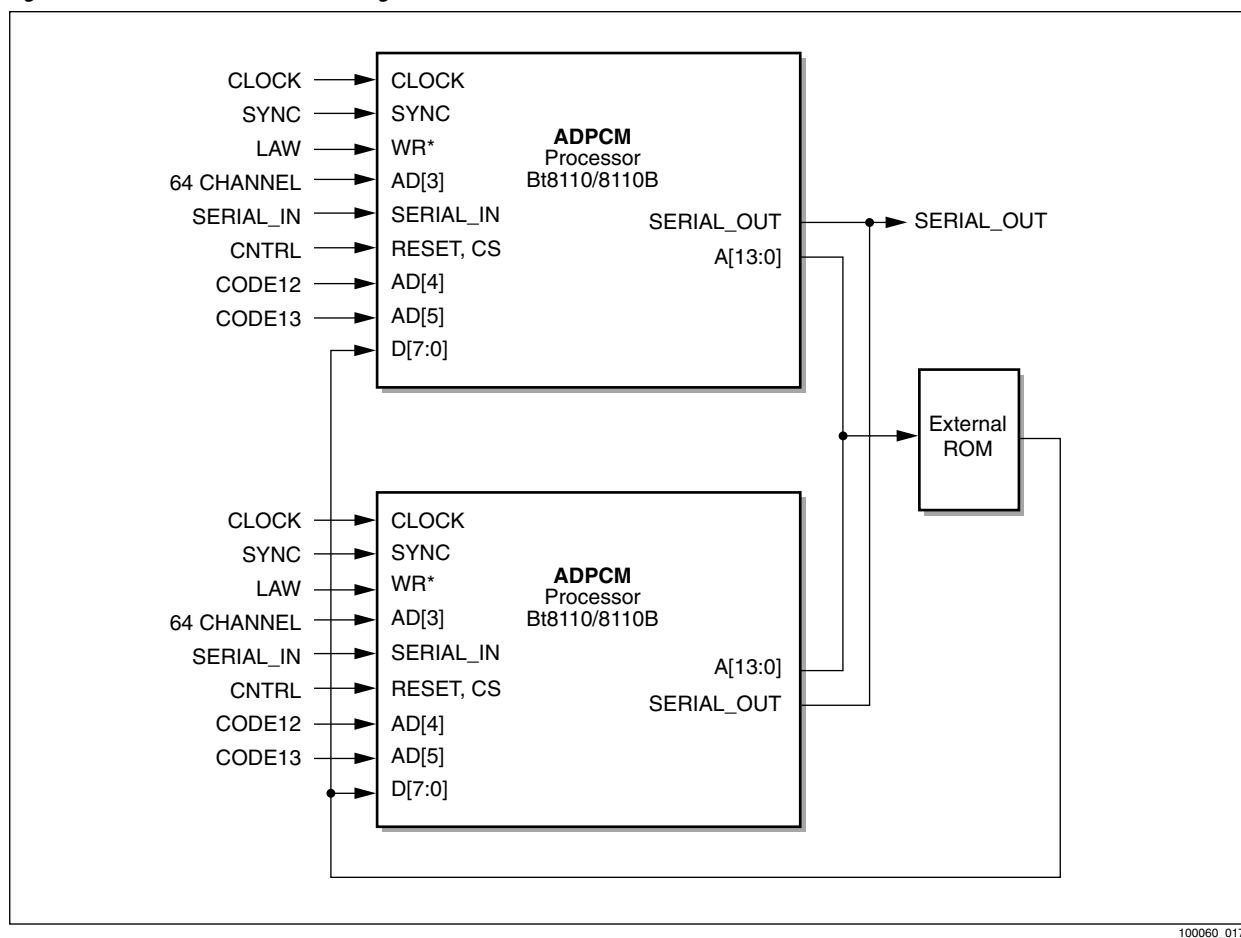 CLOCK
SYNC
LAW
64 CHANNEL
SERIAL_IN
CNTRL
CODE12
CODE13
CLOCK
SYNC
WR*
AD[3]
SERIAL_IN
RESET, CS
AD[4]
AD[5]
D[7:0]
ADPCM
Processor
Bt8110/8110B
SERIAL_OUT
A[13:0]
SERIAL_OUT
External
ROM
CLOCK
SYNC
LAW
64 CHANNEL
SERIAL_IN
CNTRL
CODE12
CODE13
CLOCK
SYNC
WR*
AD[3]
SERIAL_IN
RESET, CS
AD[4]
AD[5]
D[7:0]
ADPCM
Processor
Bt8110/8110B
A[13:0]
SERIAL_OUT
100060_017